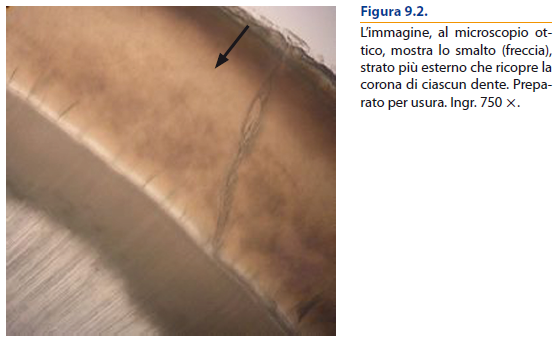 Figura 9.2.
L’immagine, al microscopio ot-
tico, mostra lo smalto (freccia),
strato più esterno che ricopre la
corona di ciascun dente. Prepa-
rato per usura. Ingr. 750 ×.